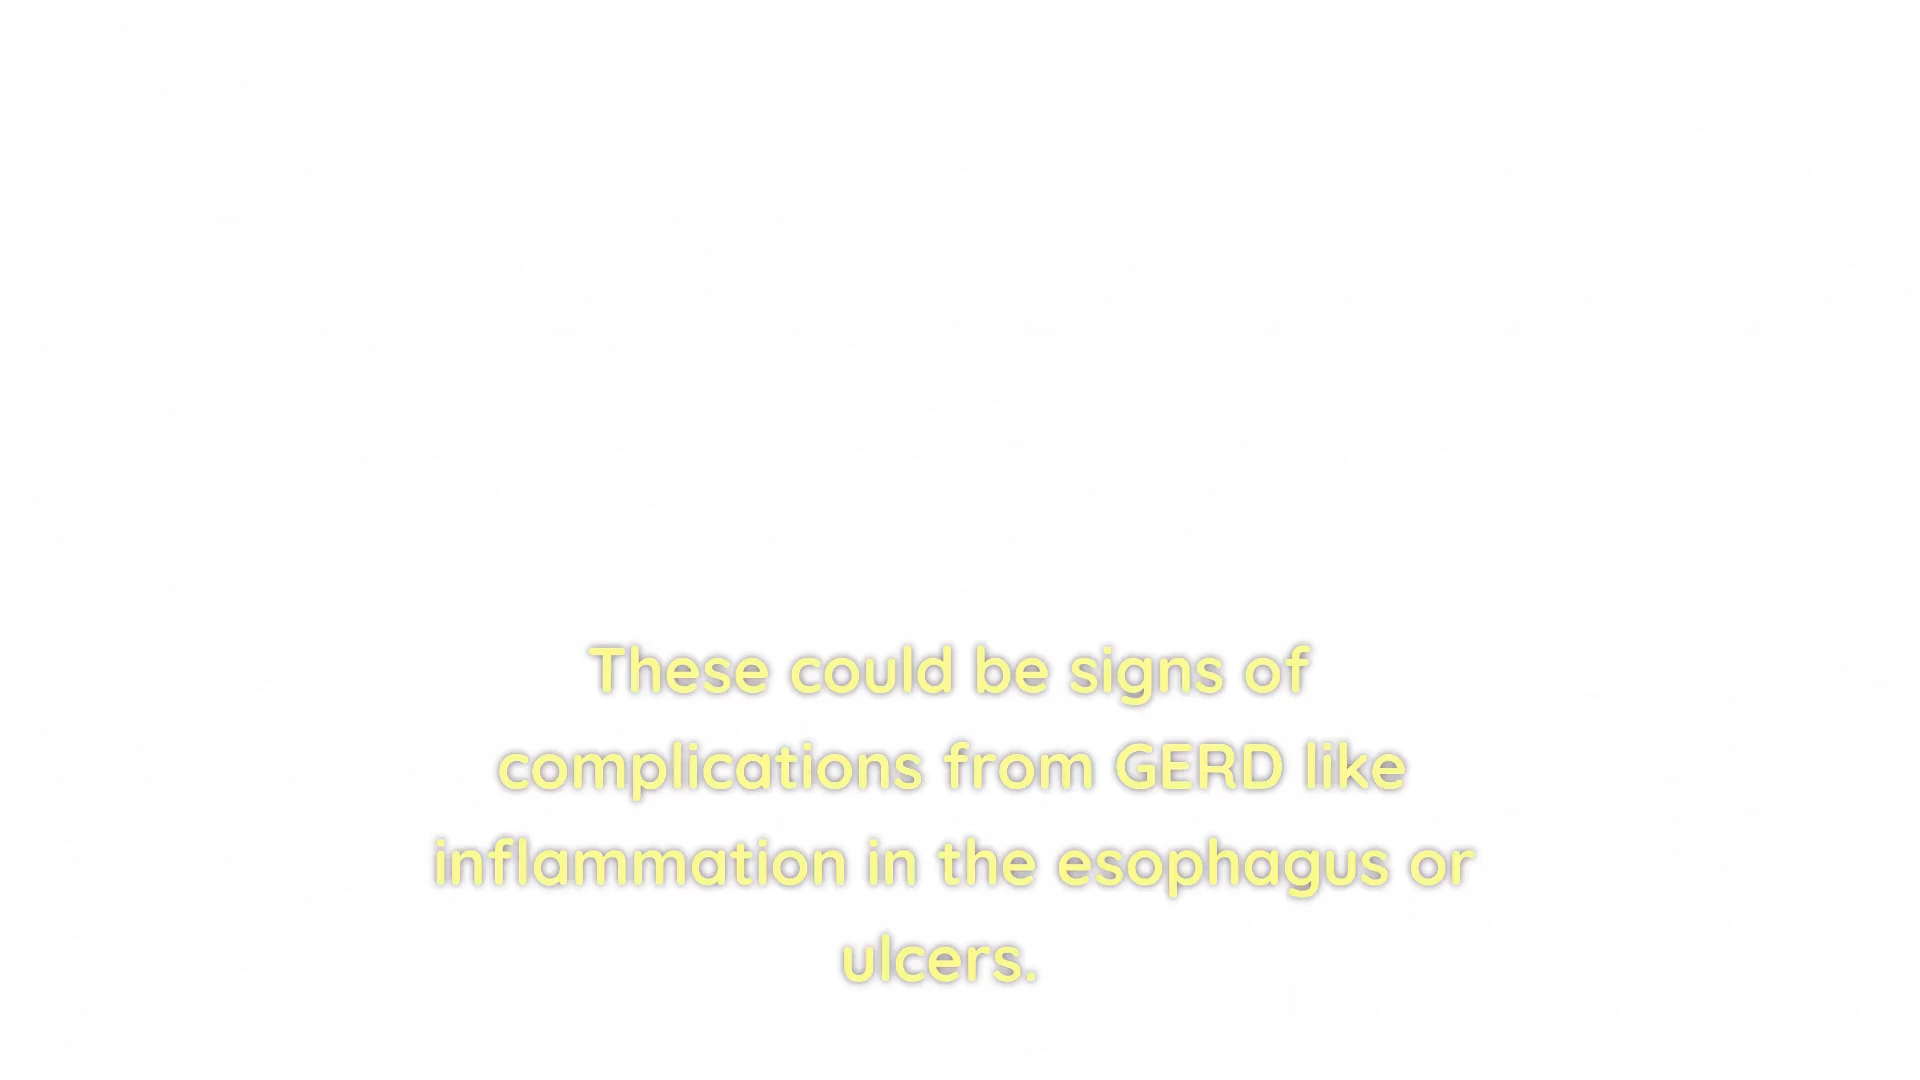 These could be signs of
complications from GERD like
inflammation in the esophagus or
ulcers.